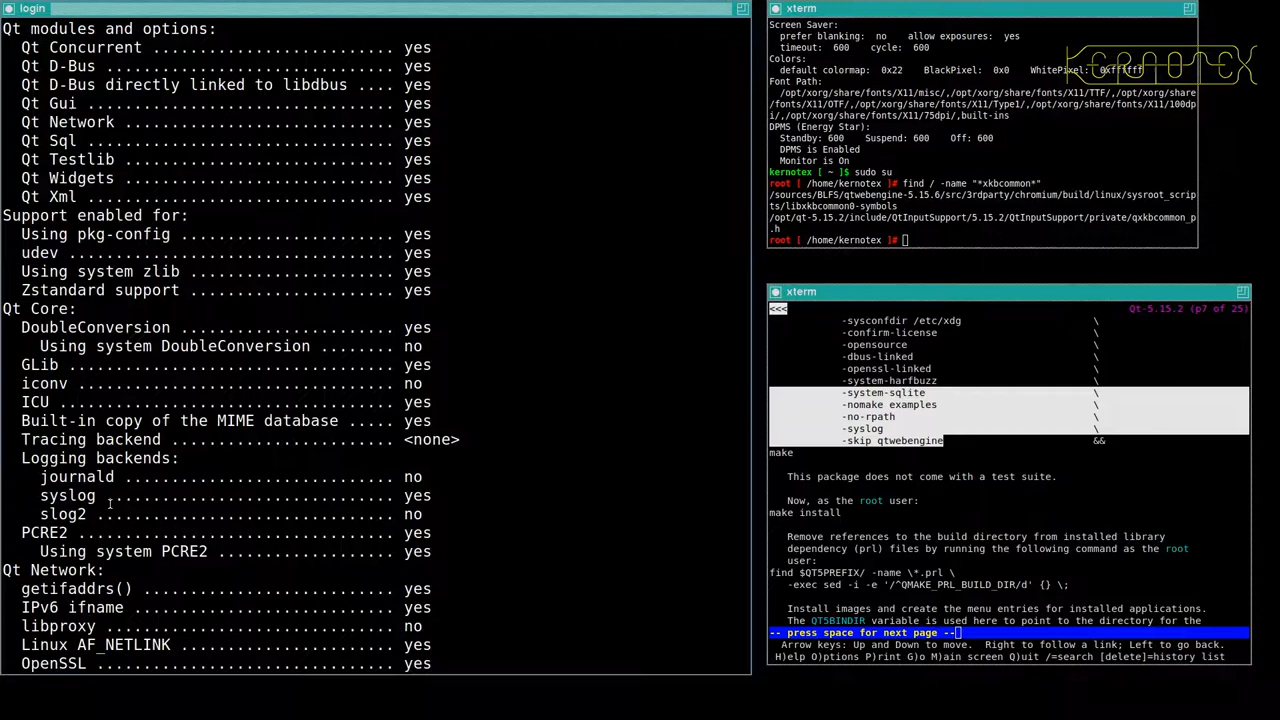 login
Qt modules and options:
Qt Concurrent ............................. yes
Qt D-Bus .................................. yes
Qt D-Bus directly linked to libdbus ....... yes
Qt Gui .................................... yes
Qt Network ................................ yes
Qt Sql .................................... yes
Qt Testlib ................................ yes
Qt Widgets ................................ yes
Qt Xml .................................... yes
Support enabled for:
Using pkg-config .......................... yes
udev ...................................... yes
Using system zlib ......................... yes
Zstandard support ......................... yes
Qt Core:
DoubleConversion .......................... yes
Using system DoubleConversion ........... no
GLib ...................................... yes
iconv ..................................... no
ICU ....................................... yes
Built-in copy of the MIME database ........ yes
Tracing backend ........................... <none>
Logging backends:
journald ................................ no
syslog .................................. yes
slog2 ................................... no
PCRE2 ..................................... yes
Using system PCRE2 ...................... yes
Qt Network:
getifaddrs() .............................. yes
IPv6 ifname ............................... yes
libproxy .................................. no
Linux AF_NETLINK .......................... yes
OpenSSL ................................... yes
xterm
Screen Saver:
prefer blanking:  no    allow exposures:  yes
timeout:  600    cycle:  600
Colors:
default colormap:  0x22    BlackPixel:  0x0    WhitePixel:  0xffffff
Font Path:
/opt/xorg/share/fonts/X11/misc/,/opt/xorg/share/fonts/X11/TTF/,/opt/xorg/share/
fonts/X11/OTF/,/opt/xorg/share/fonts/X11/Type1/,/opt/xorg/share/fonts/X11/100dp
i/,/opt/xorg/share/fonts/X11/75dpi/,built-ins
DPMS (Energy Star):
Standby: 600    Suspend: 600    Off: 600
DPMS is Enabled
Monitor is On
kernotex [ ~ ]$ sudo su
root [ /home/kernotex ]# find / -name "*xkbcommon*"
/sources/BLFS/qtwebengine-5.15.6/src/3rdparty/chromium/build/linux/sysroot_scrip
ts/libxkbcommon0-symbols
/opt/qt-5.15.2/include/QtInputSupport/5.15.2/QtInputSupport/private/qxkbcommon_p
.h
root [ /home/kernotex ]#
KERNOTEX
xterm
<<< Qt-5.15.2 (p7 of 25)
-sysconfdir /etc/xdg \
-confirm-license \
-opensource \
-dbus-linked \
-openssl-linked \
-system-harfbuzz \
-system-sqlite \
-nomake examples \
-no-rpath \
-syslog \
-skip qtwebengine &&
make
This package does not come with a test suite.
Now, as the root user:
make install
Remove references to the build directory from installed library
dependency (prl) files by running the following command as the root
user:
find $QT5PREFIX/ -name \*.prl \
-exec sed -i -e '/^QMAKE_PRL_BUILD_DIR/d' {} \;
Install images and create the menu entries for installed applications.
The QT5BINDIR variable is used here to point to the directory for the
-- press space for next page --
Arrow keys: Up and Down to move.  Right to follow a link; Left to go back.
H)elp O)ptions P)rint G)o M)ain screen Q)uit /=search [delete]=history list